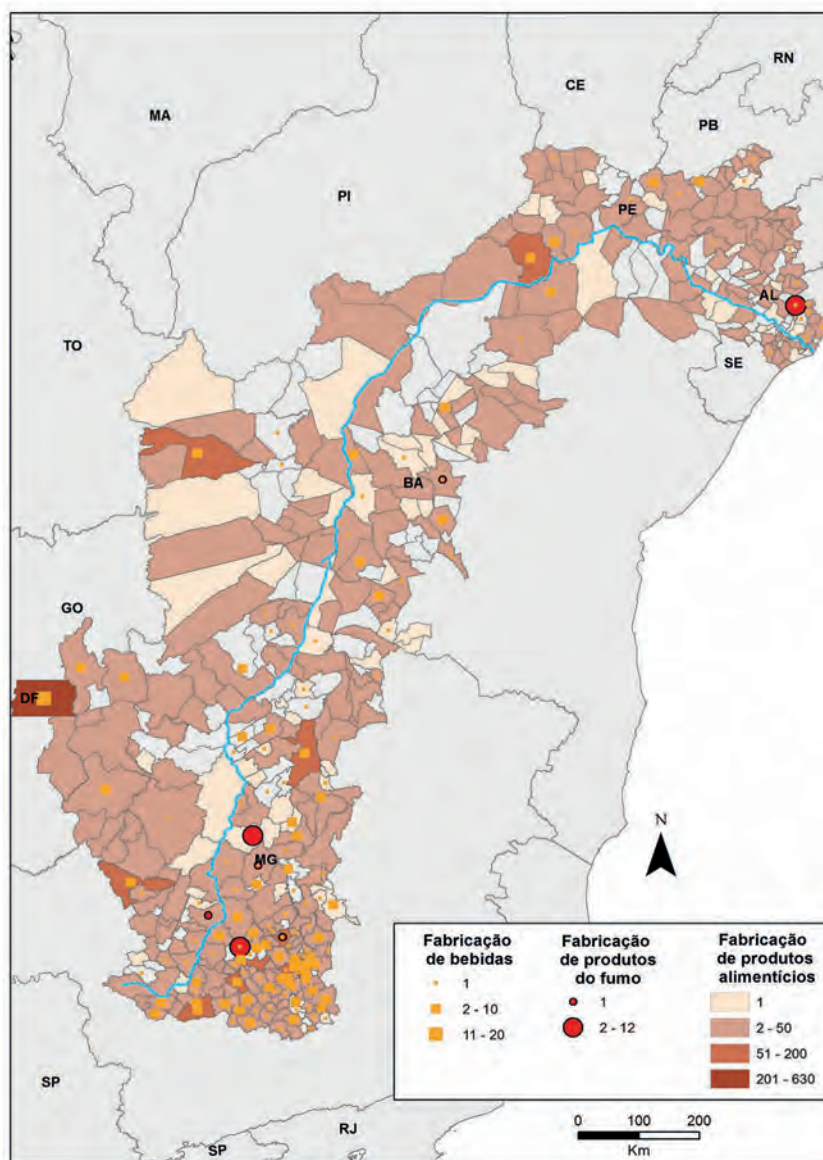 RN
CE
PB
MA
PI
PE
AL
TO
SE
BA
GO
DF
N
MG
Fabricação
de bebidas
1
2 - 10
11 - 20
Fabricação
de produtos
do fumo
1
2 - 12
Fabricação
de produtos
alimentícios
1
2 - 50
51 - 200
201 - 630
SP
RJ
SP
0 100 200
Km